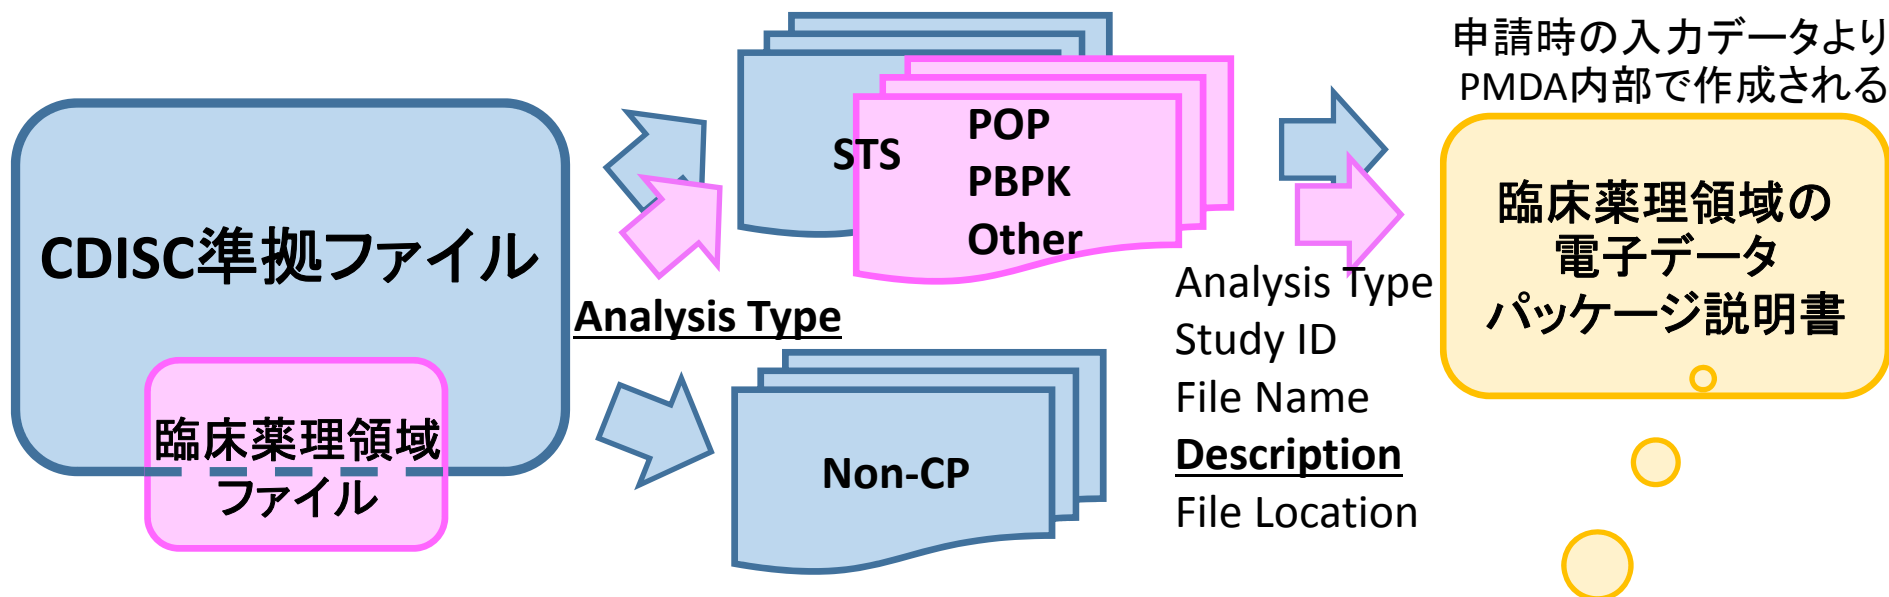 申請時の入力データより
PMDA内部で作成される
CDISC準拠ファイル
臨床薬理領域
ファイル
Analysis Type
STS
POP
PBPK
Other
Non-CP
Analysis Type
Study ID
File Name
Description
File Location
臨床薬理領域の
電子データ
パッケージ説明書